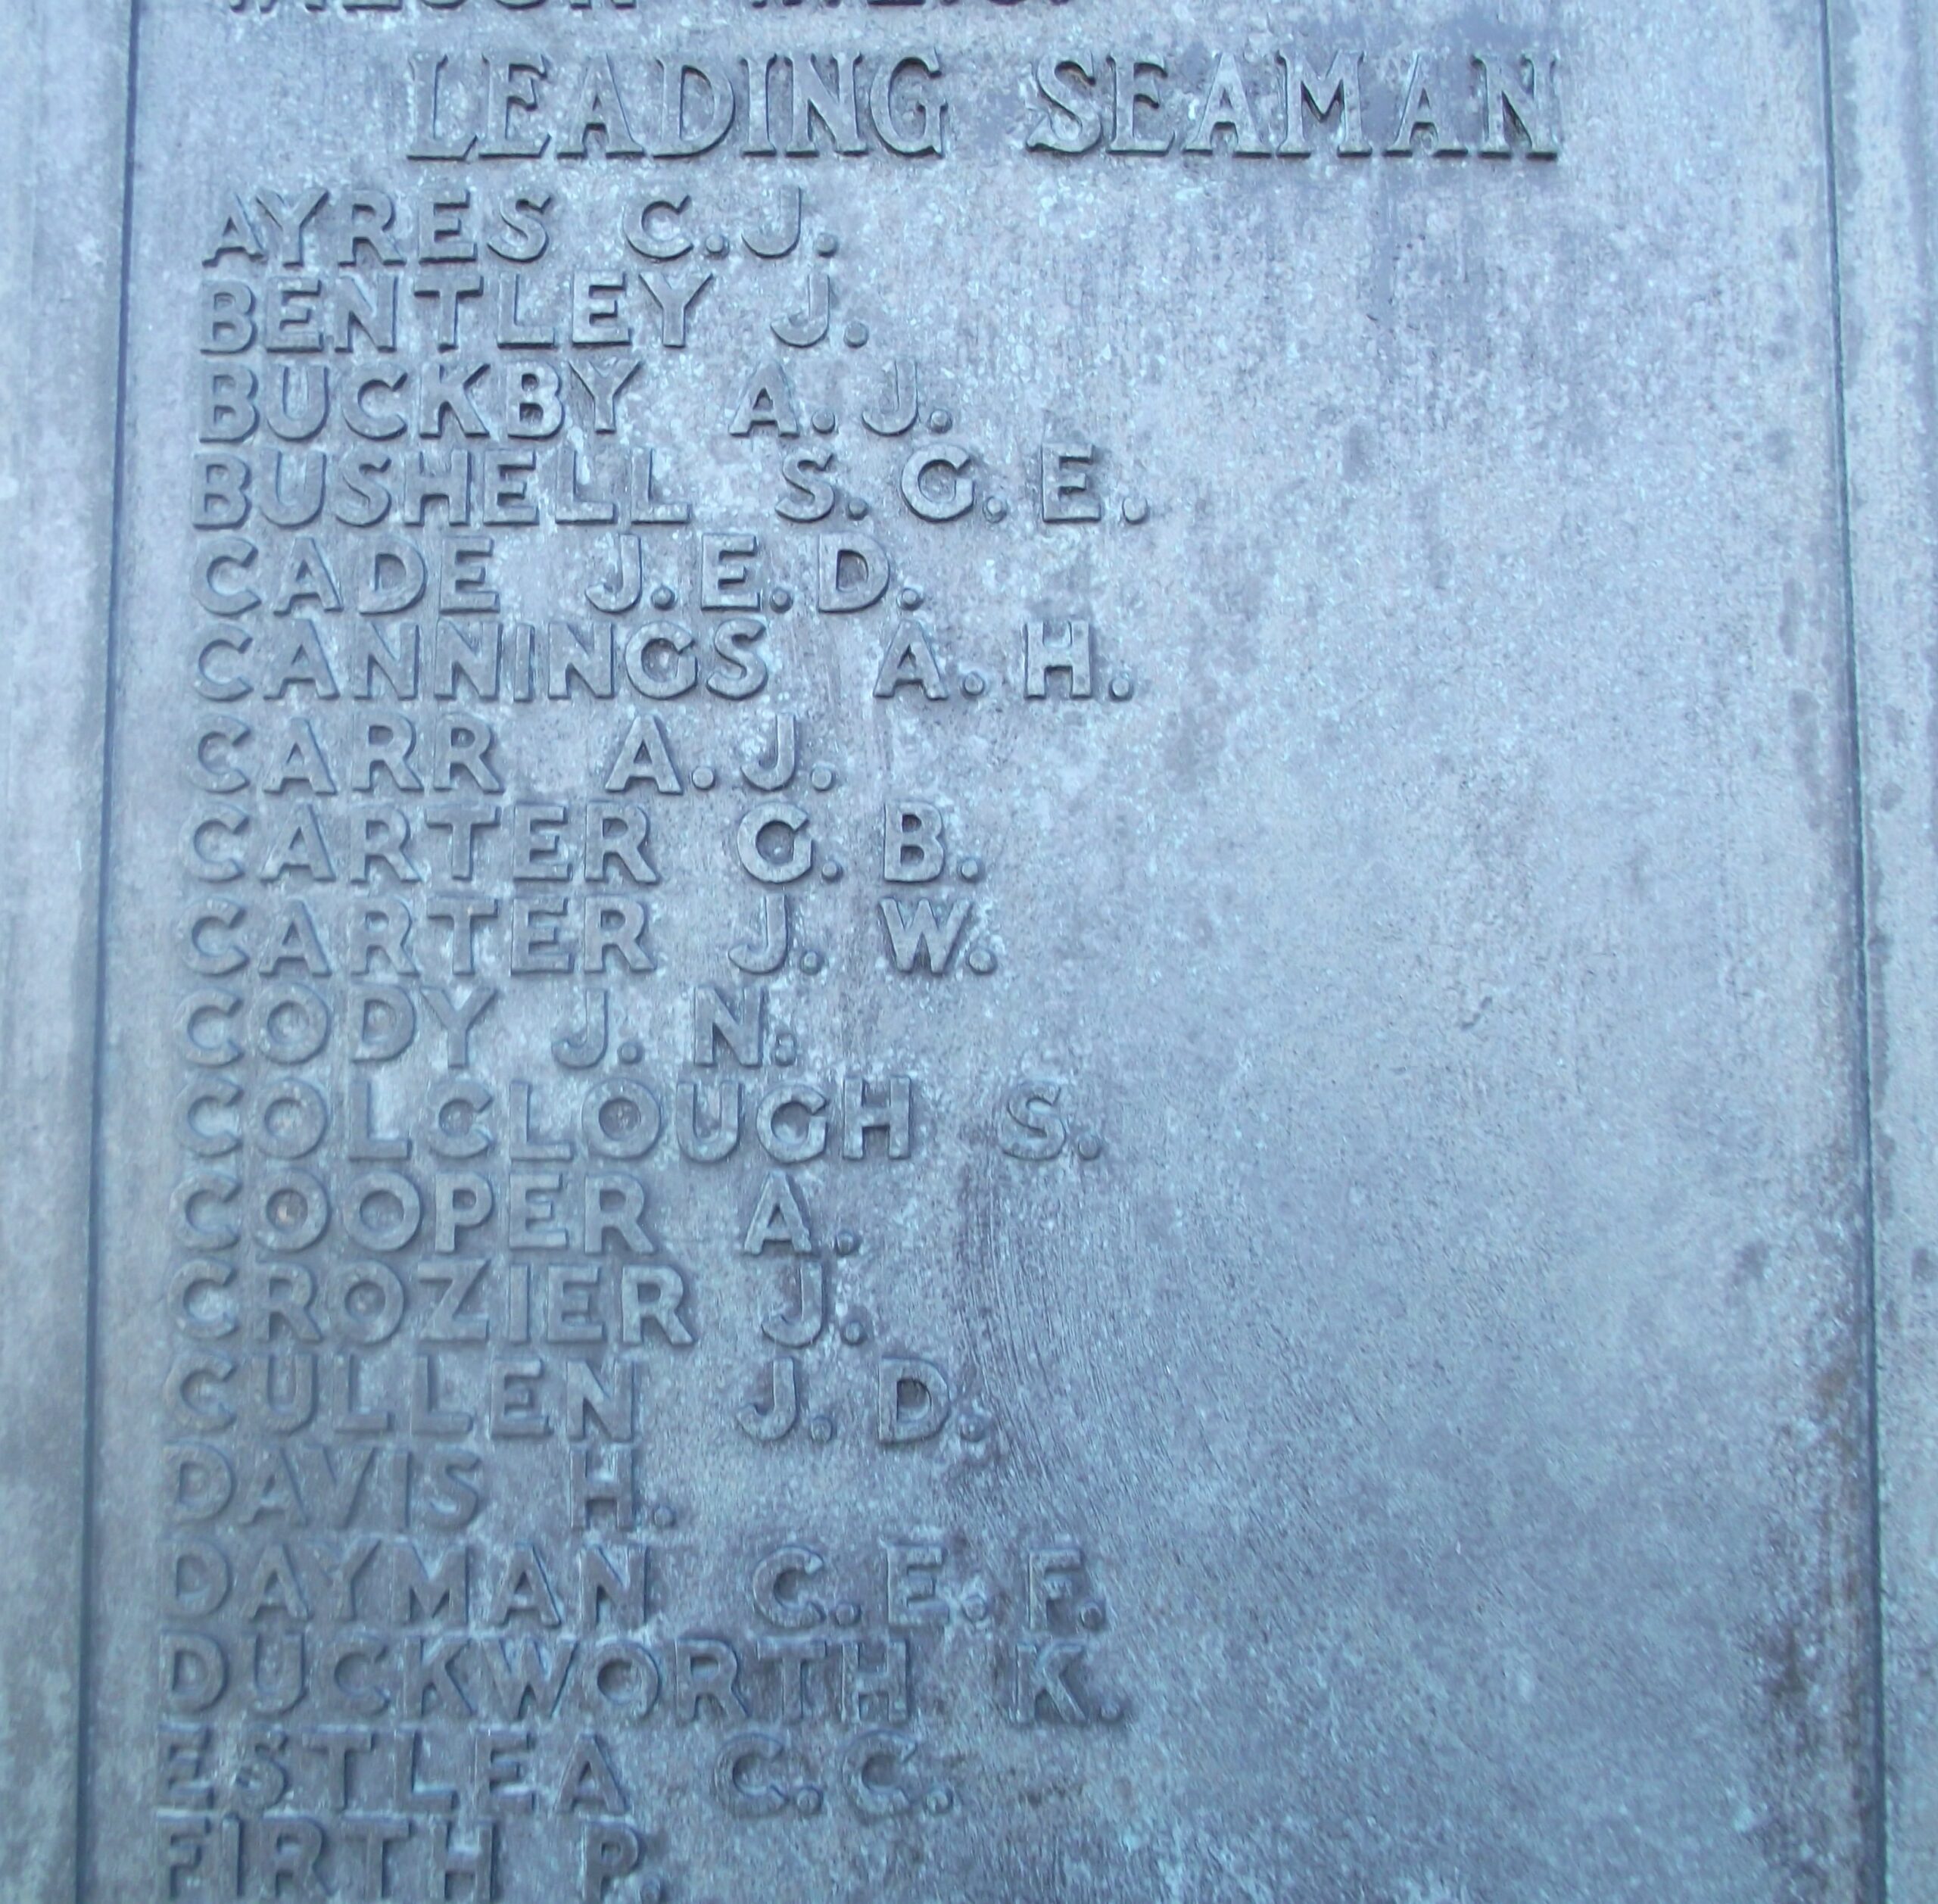 LEADING SEAMAN
AYRES C.J.
BENTLEY J.
BUCKBY A.J.
BUSHELL S.G.E.
CADE J.E.D.
CANNINGS A.H.
CARR A.J.
CARTER G.B.
CARTER J.W.
CODY J.N.
COLCLOUGH S.
COOPER A.
CROZIER J.
CULLEN J.D.
DAVIS H.
DAYMAN C.E.F.
DUCKWORTH K.
ESTLEA C.C.
FIRTH P.